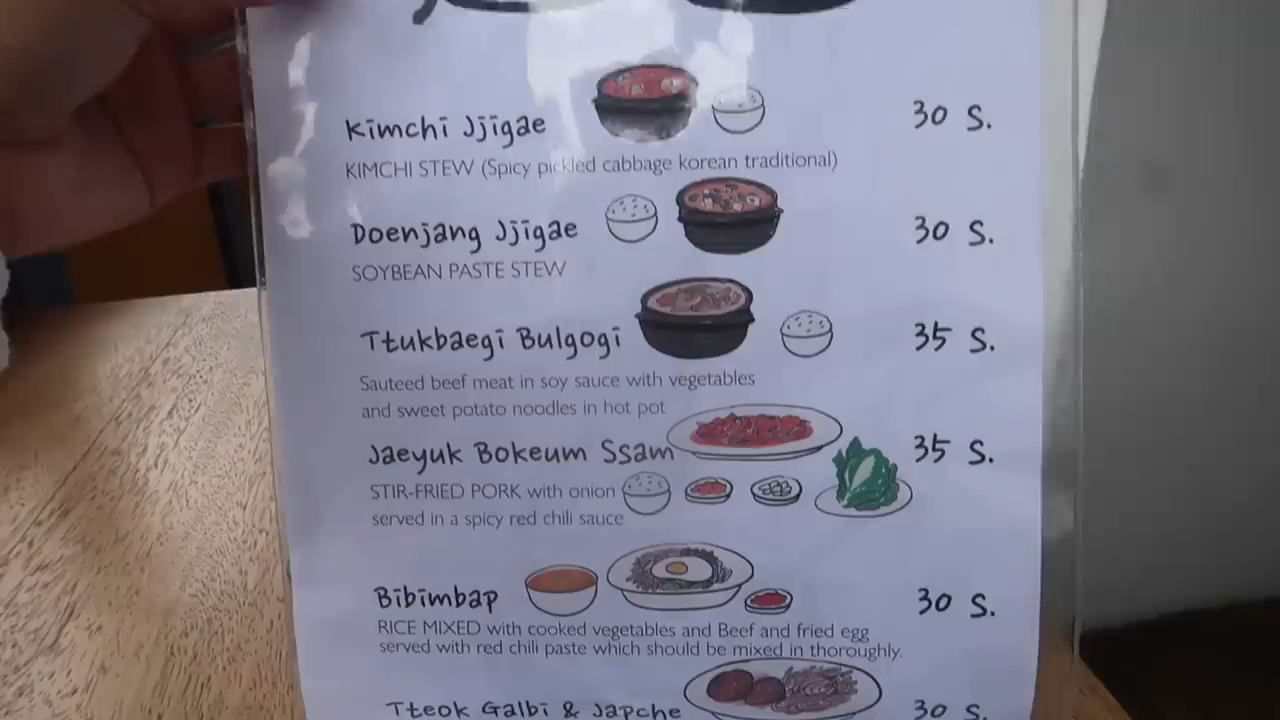 Kimchi Jjigae 30 S.
KIMCHI STEW (Spicy pickled cabbage korean traditional)
Doenjang Jjigae 30 S.
SOYBEAN PASTE STEW
Ttukbaegi Bulgogi 35 S.
Sauteed beef meat in soy sauce with vegetables
and sweet potato noodles in hot pot
Jaeyuk Bokeum Ssam 35 S.
STIR-FRIED PORK with onion
served in a spicy red chili sauce
Bibimbap 30 S.
RICE MIXED with cooked vegetables and Beef and fried egg
served with red chili paste which should be mixed in thoroughly.
Tteok Galbi & Japche 30 S.